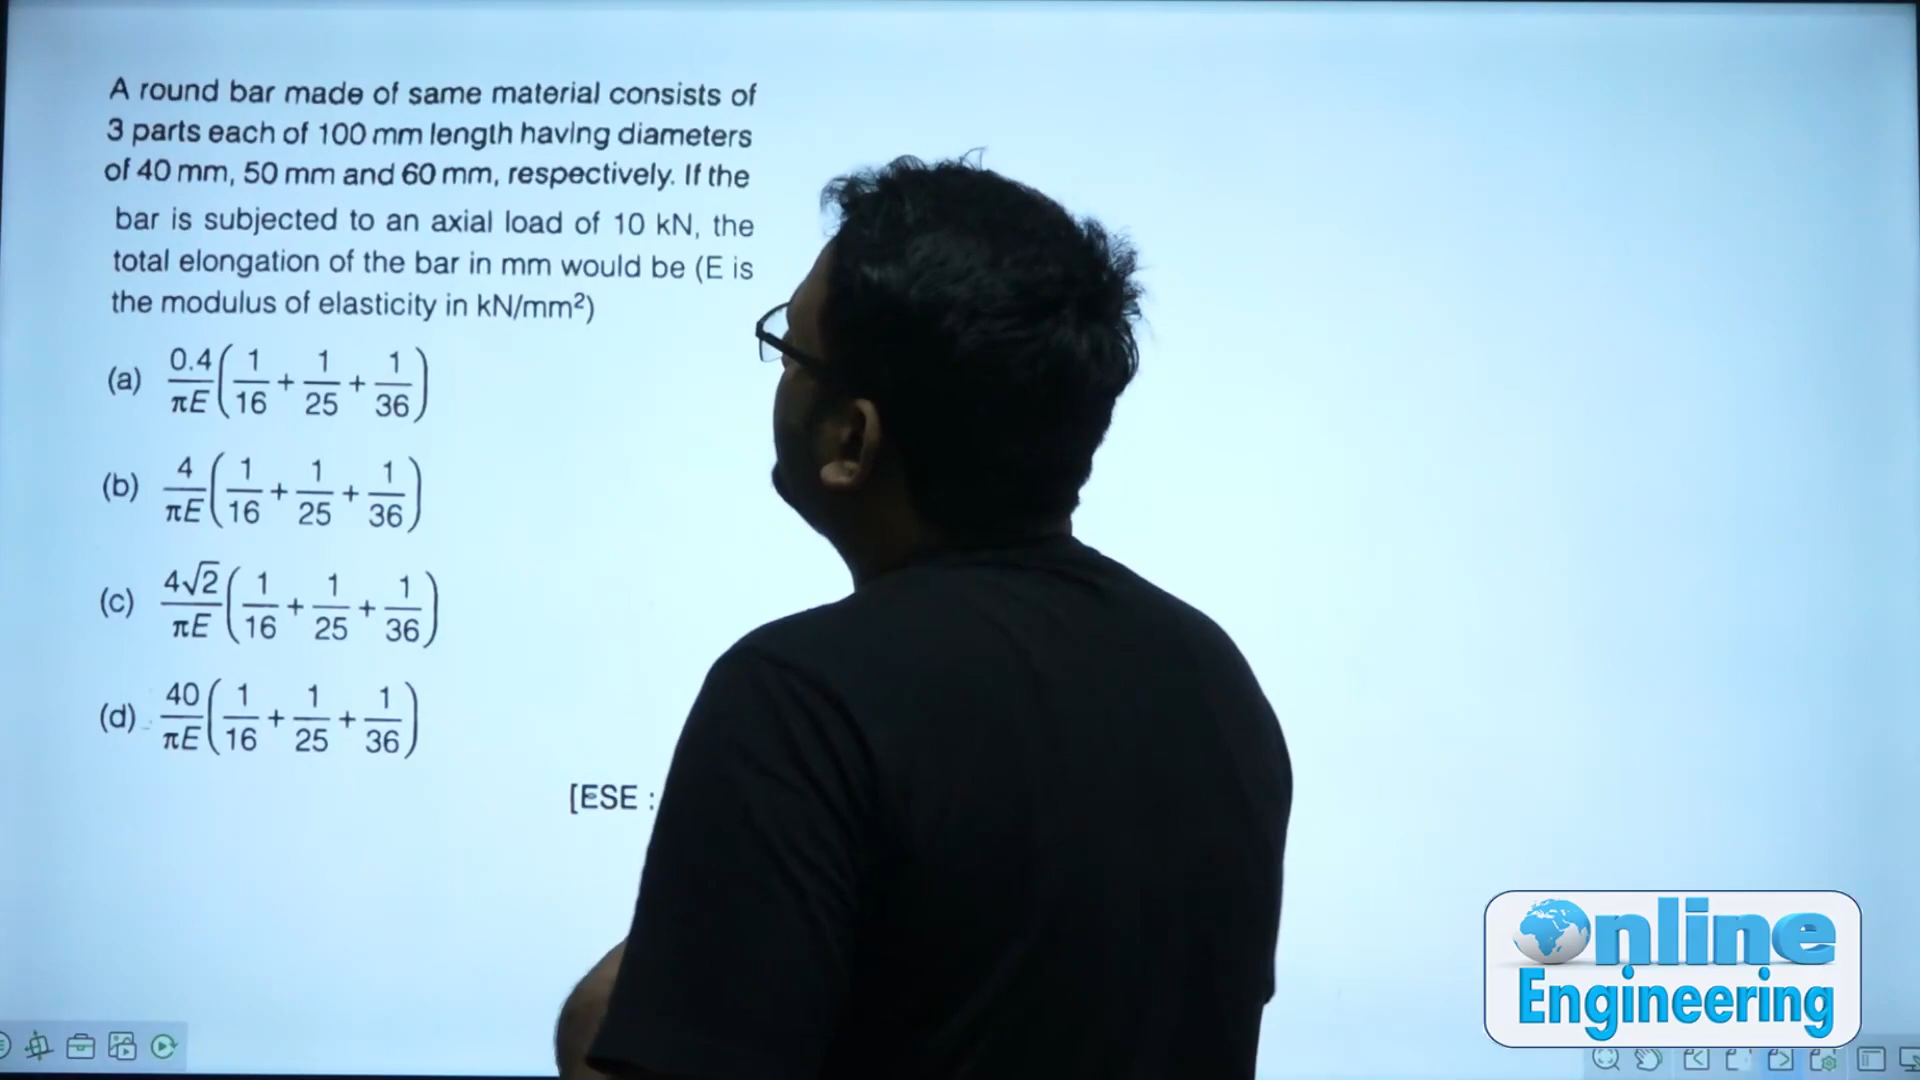 A round bar made of same material consists of
3 parts each of 100 mm length having diameters
of 40 mm, 50 mm and 60 mm, respectively. If the
bar is subjected to an axial load of 10 kN, the
total elongation of the bar in mm would be (E is
the modulus of elasticity in kN/mm²)
(a) 0.4/πE (1/16 + 1/25 + 1/36)
(b) 4/πE (1/16 + 1/25 + 1/36)
(c) 4√2/πE (1/16 + 1/25 + 1/36)
(d) 40/πE (1/16 + 1/25 + 1/36)
[ESE :
Online
Engineering